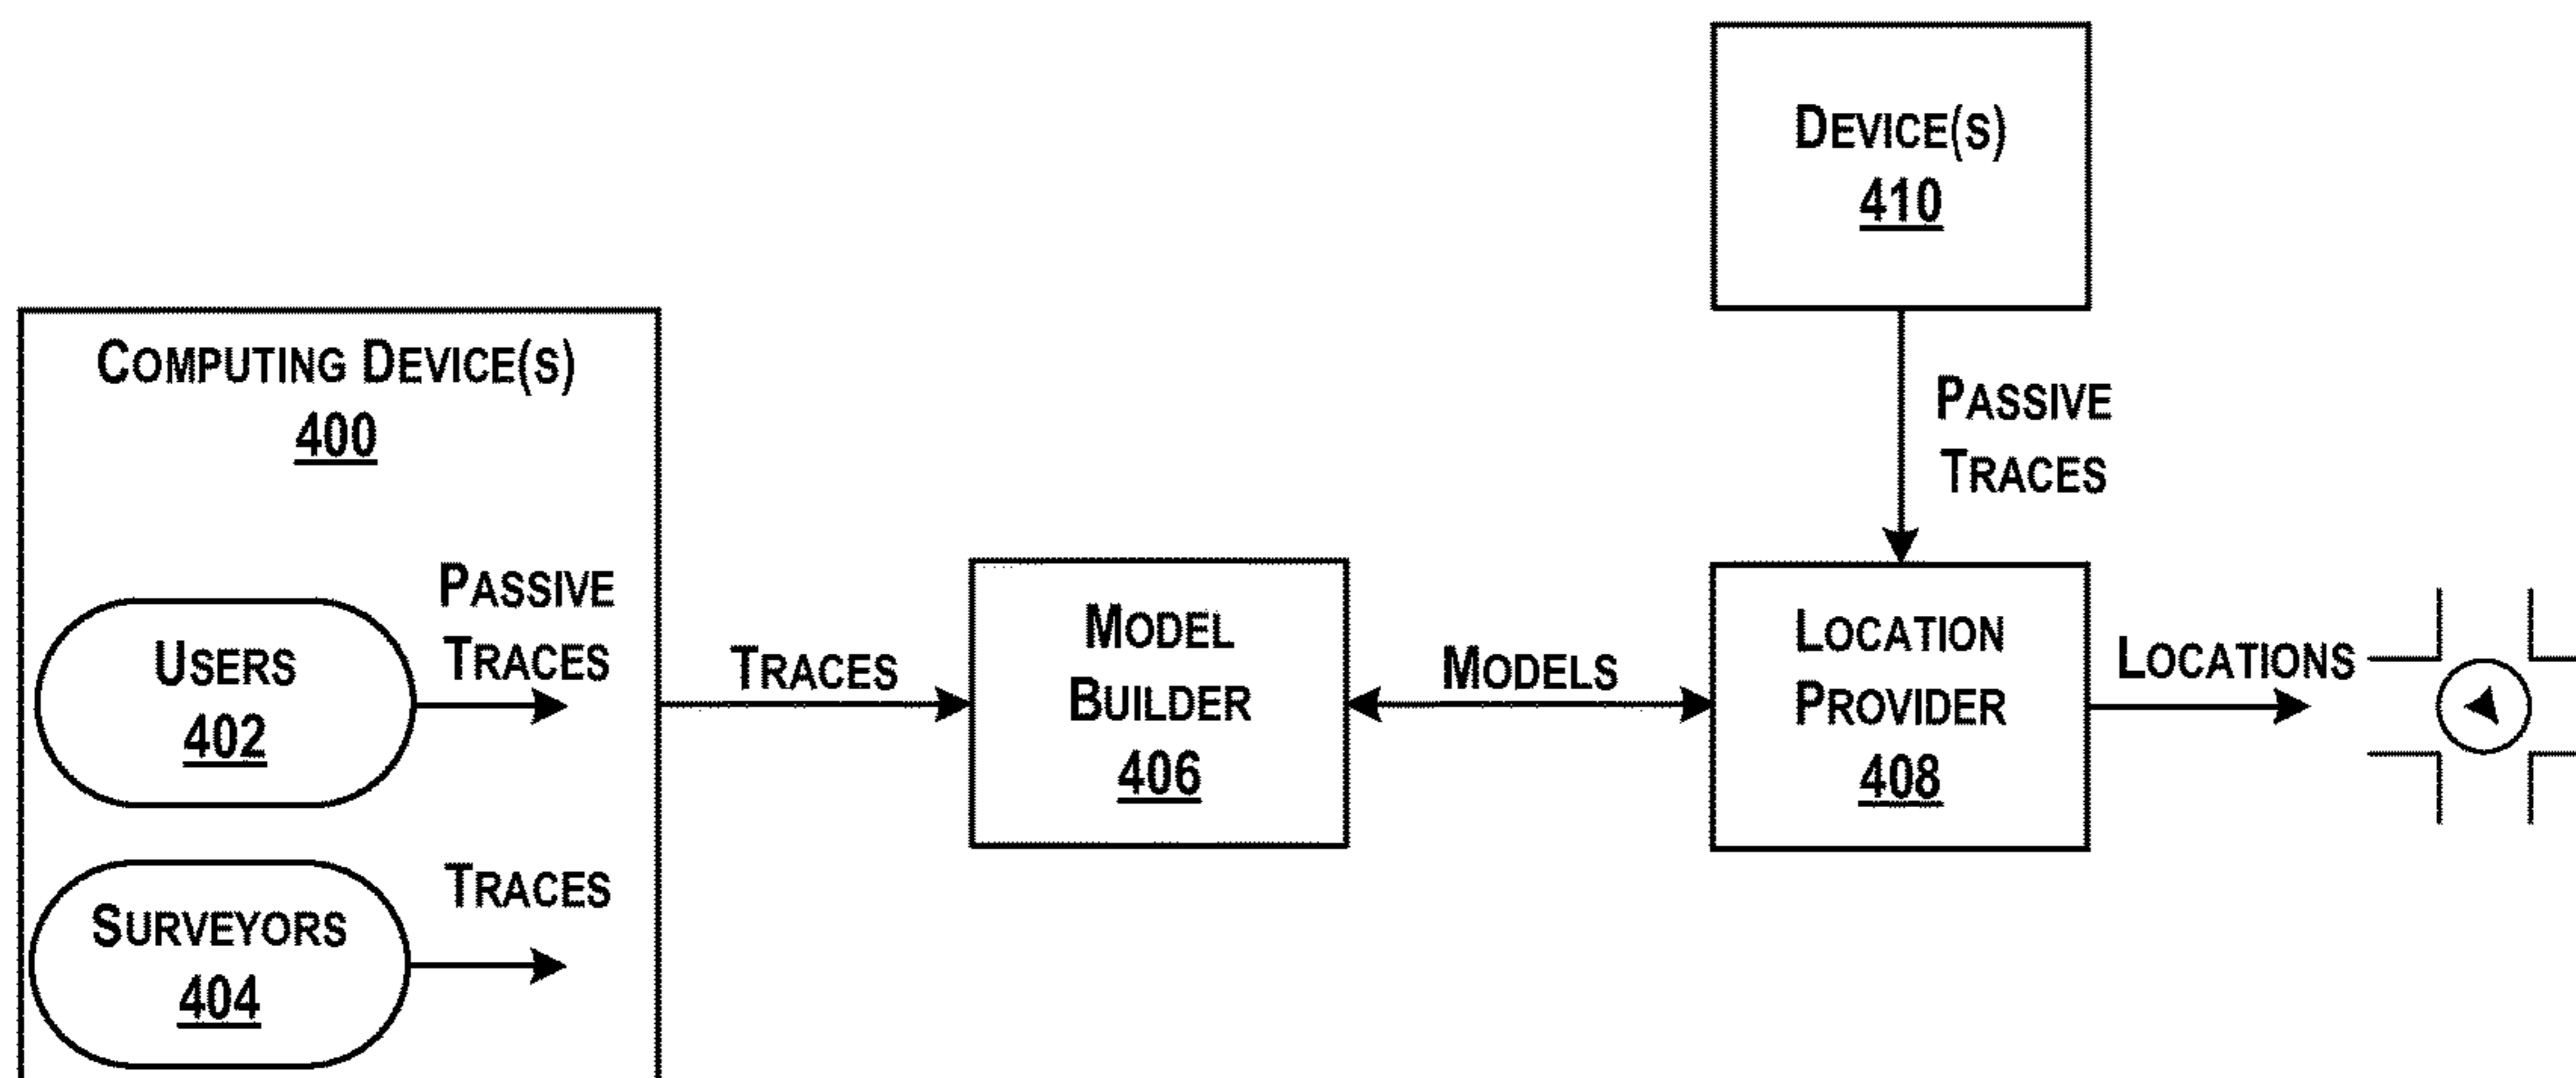 DEVICE(S)
410
PASSIVE
TRACES
COMPUTING DEVICE(S)
400
PASSIVE
TRACES
USERS
402
TRACES
SURVEYORS
404
TRACES
MODEL
BUILDER
406
MODELS
LOCATION
PROVIDER
408
LOCATIONS